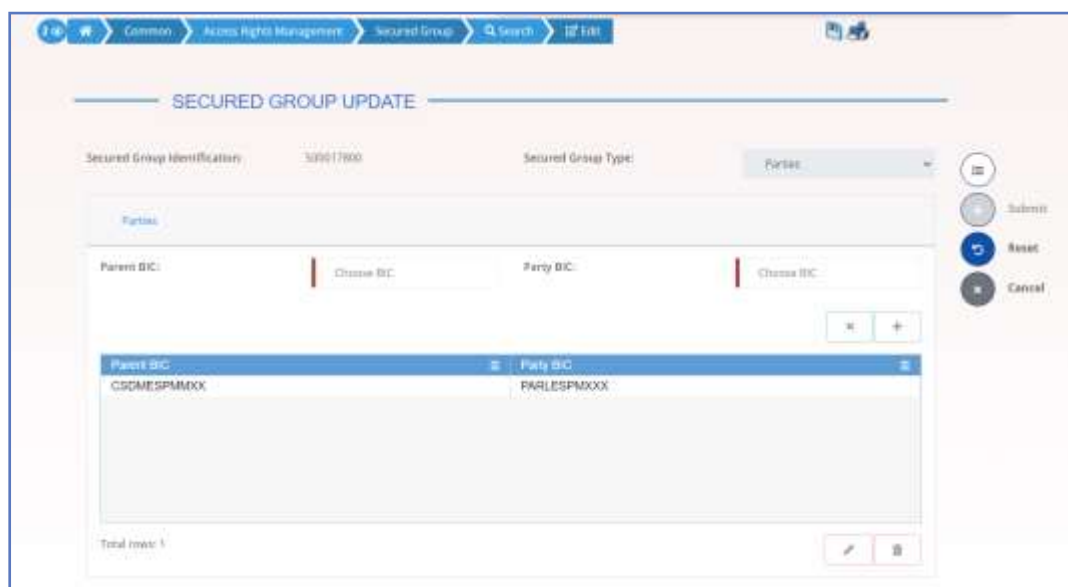 Common Access Rights Management Secured Group Search Edit
SECURED GROUP UPDATE
Secured Group Identification: Secured Group Type: Parties
Parties
Parent BIC: Choose BIC Party BIC: Choose BIC
Parent BIC Party BIC
CSDMESPMMXX PARLESPMXXX
Total rows: 1
Submit
Reset
Cancel